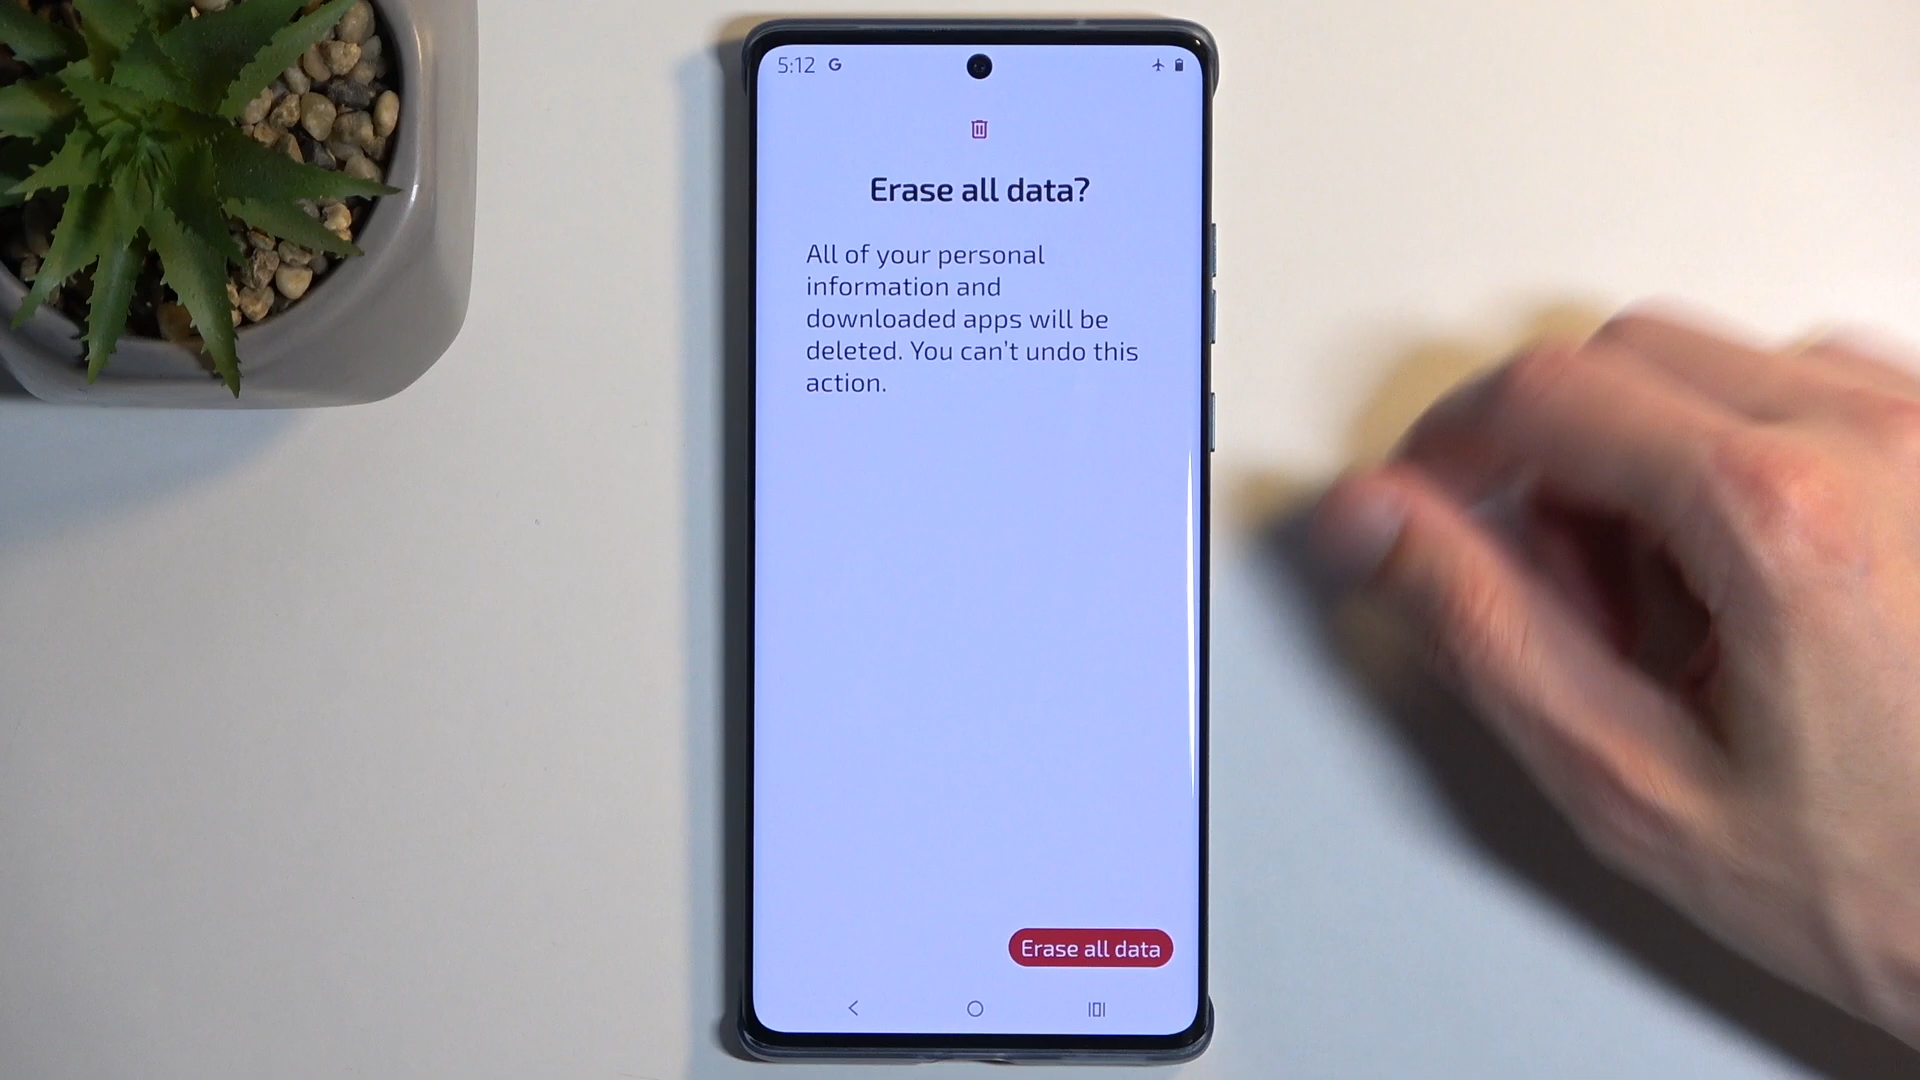 5:12 G
Erase all data?
All of your personal
information and
downloaded apps will be
deleted. You can't undo this
action.
Erase all data